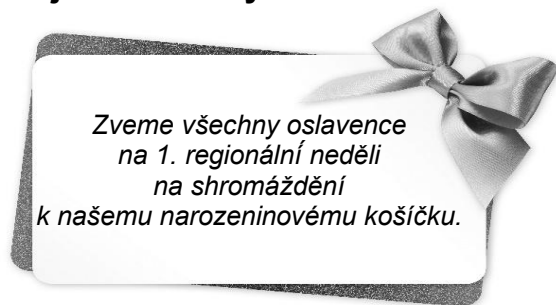 Zveme všechny oslavence
na 1. regionální neděli
na shromáždění
k našemu narozeninovému košíčku.